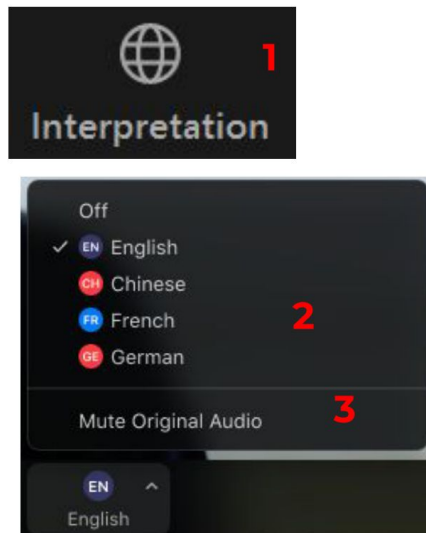 1
Interpretation
Off
EN English
CH Chinese
FR French
2
GE German
Mute Original Audio 3
EN
English